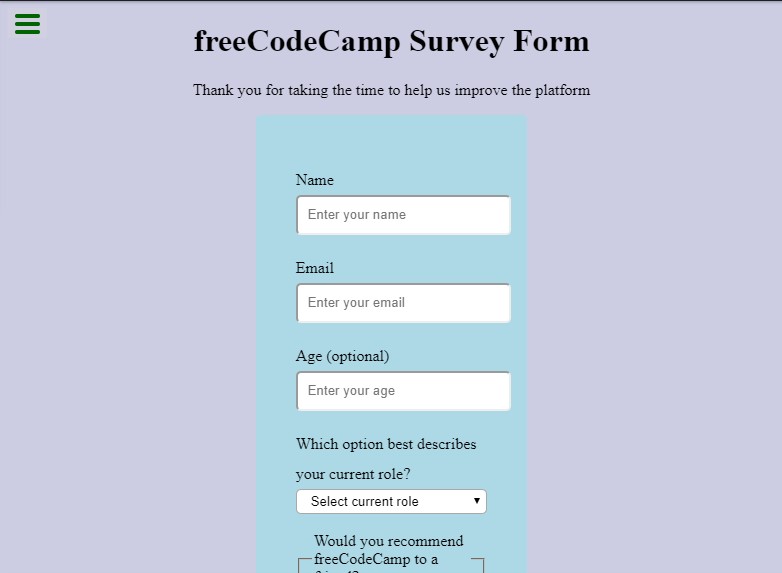 freeCodeCamp Survey Form
Thank you for taking the time to help us improve the platform
Name
Enter your name
Email
Enter your email
Age (optional)
Enter your age
Which option best describes
your current role?
Select current role
Would you recommend
freeCodeCamp to a